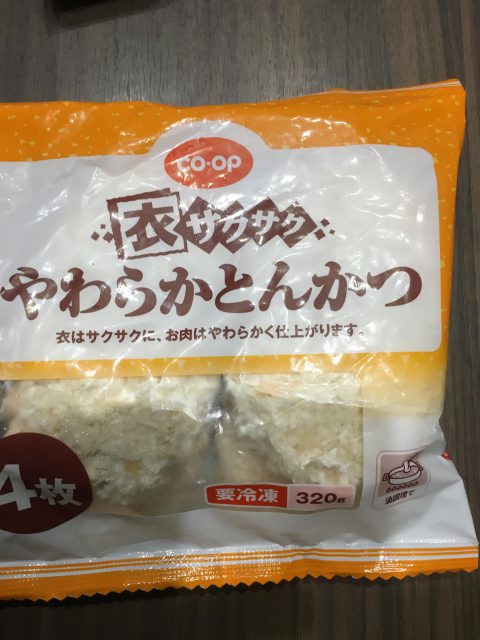 co·op
衣サクサク
やわらかとんかつ
衣はサクサクに、お肉はやわらかく仕上がります。
4枚
要冷凍 320g
油調理で